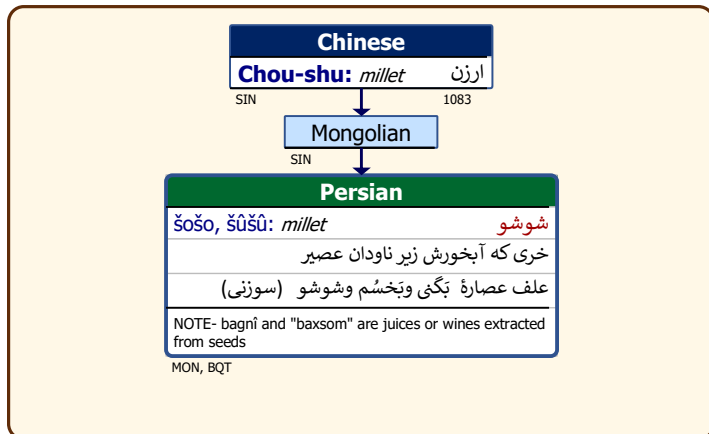 Chinese
Chou-shu: millet ارزن
SIN 1083
Mongolian
SIN
Persian
šošo, šûšû: millet شوشو
خری که آبخورش زیر ناودان عصیر
علف عصارهٔ بَگنی وبَخسُم وشوشو (سوزنی)
NOTE- bagnî and "baxsom" are juices or wines extracted
from seeds
MON, BQT